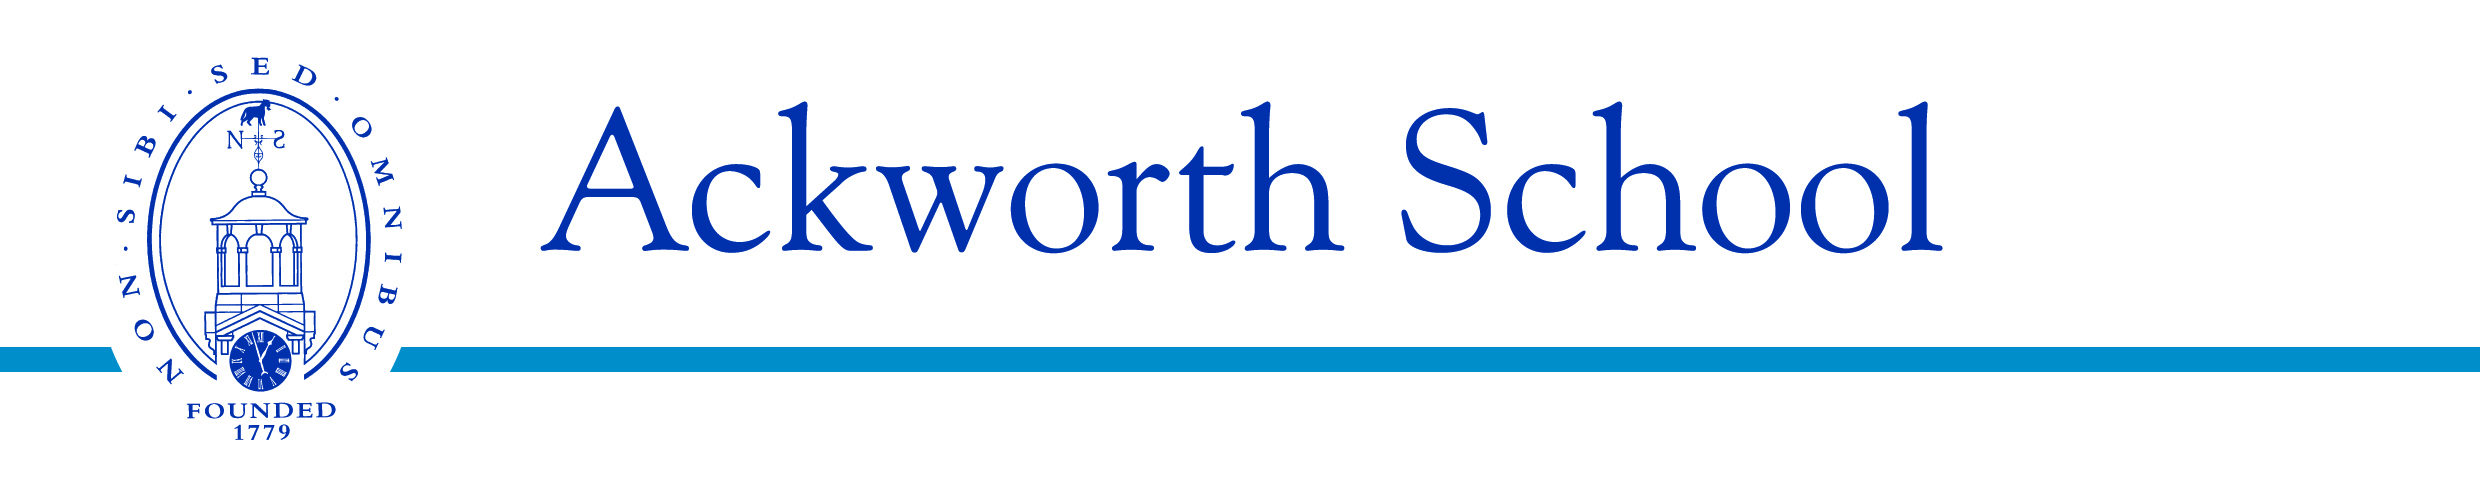 NON · SIBI · SED · OMNIBUS
N S
FOUNDED
1779
Ackworth School